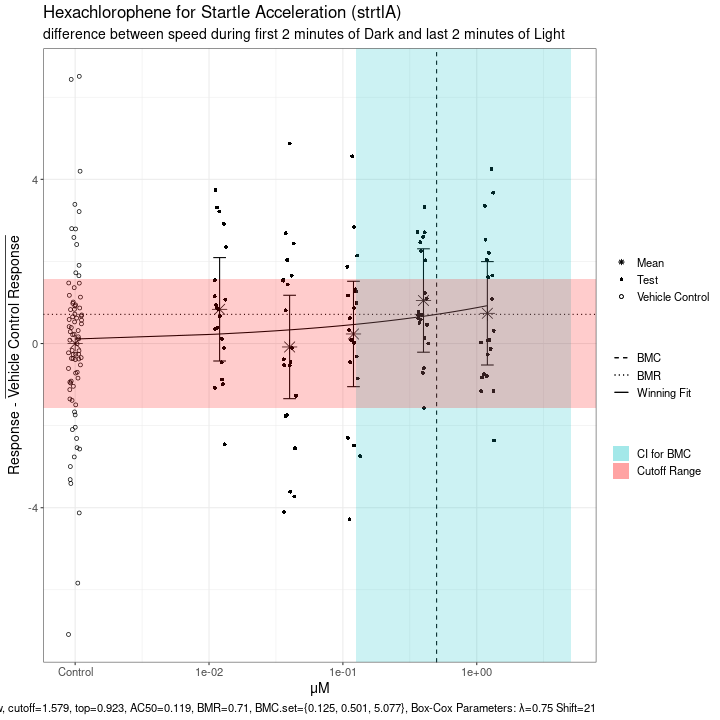 Hexachlorophene for Startle Acceleration (strtlA)
difference between speed during first 2 minutes of Dark and last 2 minutes of Light
Response - Vehicle Control Response
4
0
-4
Control
1e-02
1e-01
1e+00
μM
Mean
Test
Vehicle Control
BMC
BMR
Winning Fit
CI for BMC
Cutoff Range
cutoff=1.579, top=0.923, AC50=0.119, BMR=0.71, BMC.set={0.125, 0.501, 5.077}, Box-Cox Parameters: λ=0.75 Shift=21